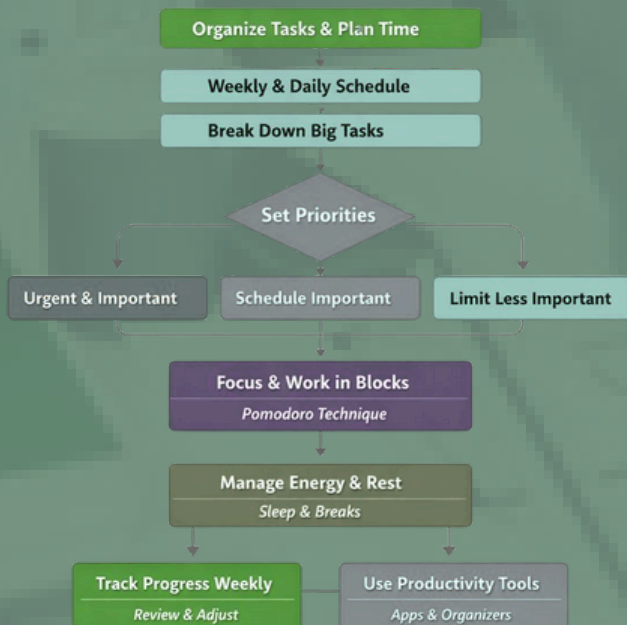 Organize Tasks & Plan Time
Weekly & Daily Schedule
Break Down Big Tasks
Set Priorities
Urgent & Important
Schedule Important
Limit Less Important
Focus & Work in Blocks
Pomodoro Technique
Manage Energy & Rest
Sleep & Breaks
Track Progress Weekly
Use Productivity Tools
Review & Adjust
Apps & Organizers